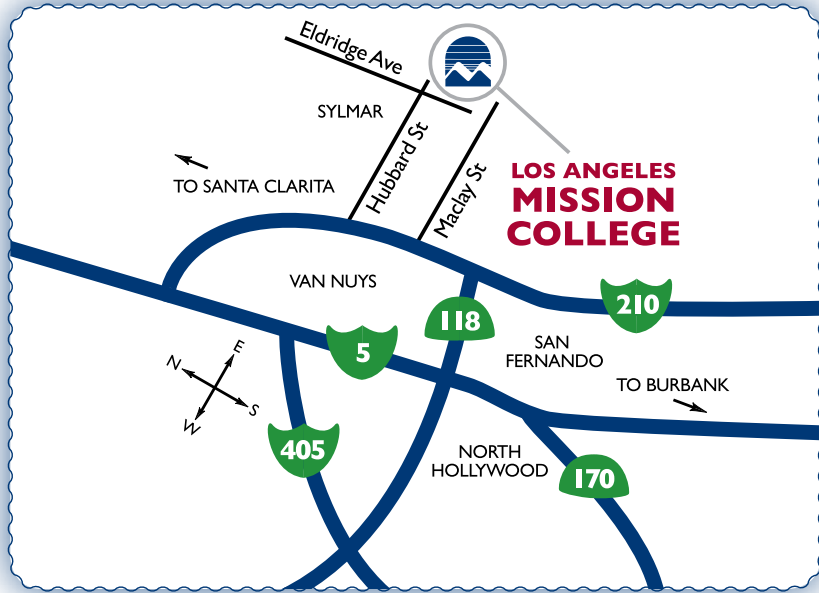 Eldridge Ave
SYLMAR
Hubbard St
Maclay St
TO SANTA CLARITA
LOS ANGELES
MISSION
COLLEGE
VAN NUYS
210
118
5
SAN
FERNANDO
TO BURBANK
N
E
S
W
405
NORTH
HOLLYWOOD
170